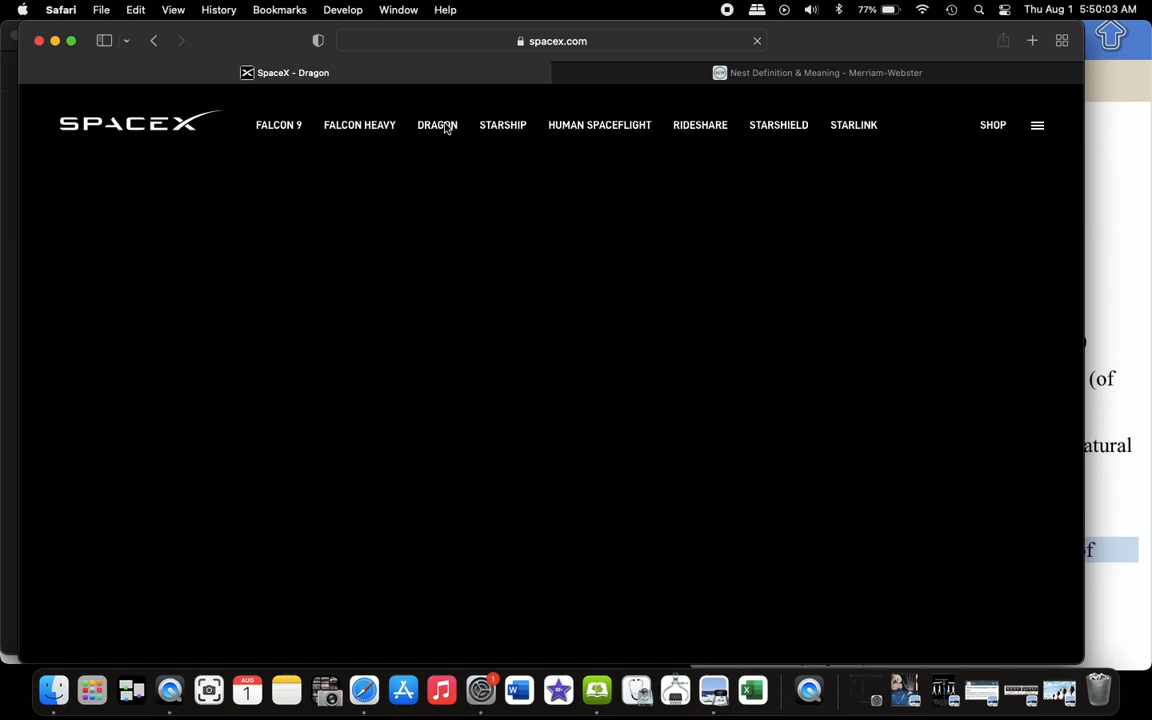 Safari File Edit View History Bookmarks Develop Window Help 77% Thu Aug 1 5:50:03 AM
spacex.com
SpaceX - Dragon Nest Definition & Meaning - Merriam-Webster
SPACEX FALCON 9 FALCON HEAVY DRAGON STARSHIP HUMAN SPACEFLIGHT RIDESHARE STARSHIELD STARLINK SHOP
)
(of
atural
of
AUG
1
1
W
X